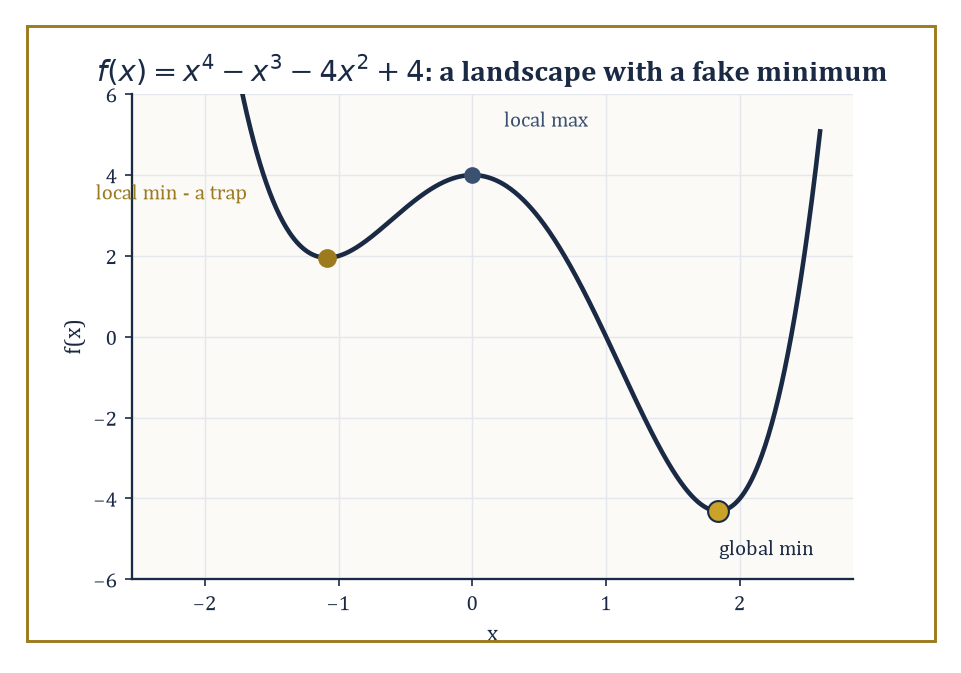 f(x) = x⁴ − x³ − 4x² + 4: a landscape with a fake minimum
local max
local min - a trap
global min
f(x)
6
4
2
0
−2
−4
−6
−2
−1
0
1
2
x